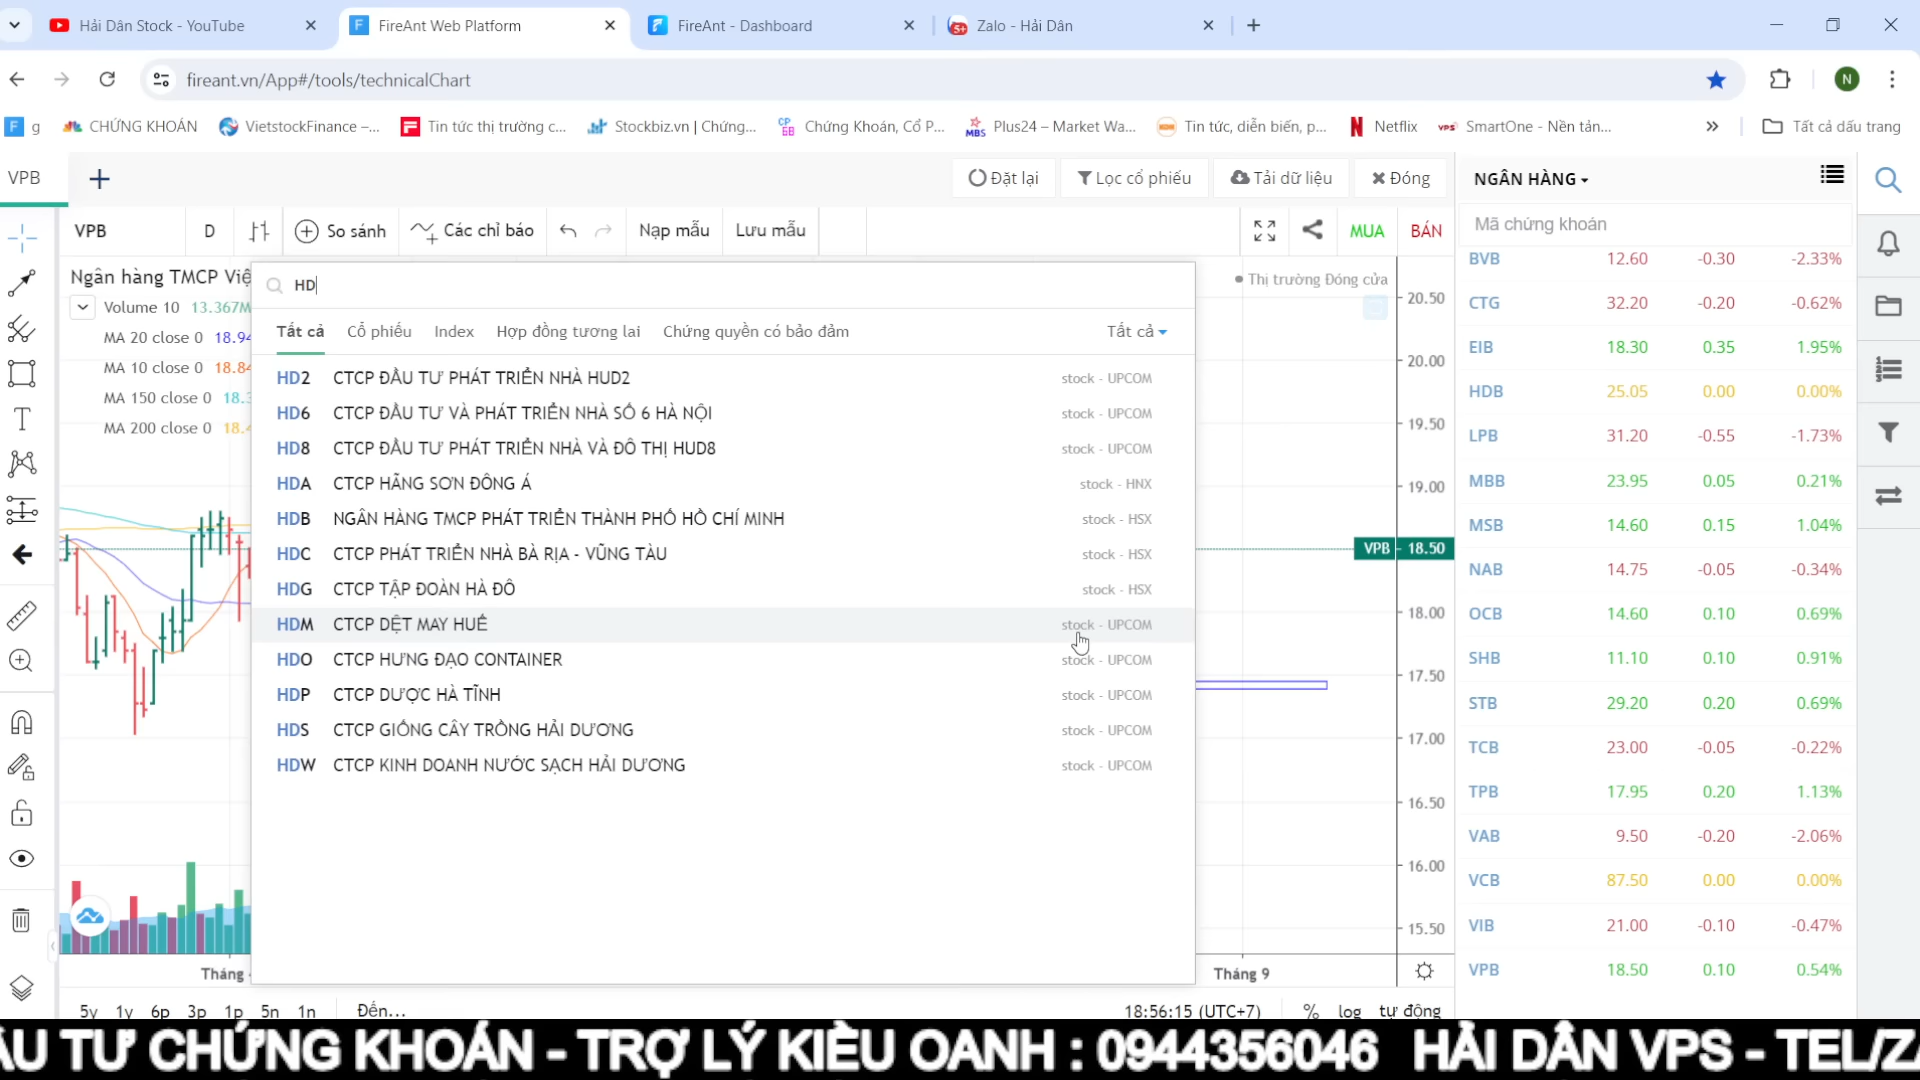 Hải Dân Stock - YouTube
FireAnt Web Platform
FireAnt - Dashboard
Zalo - Hải Dân
fireant.vn/App#/tools/technicalChart
N
g
CHỨNG KHOÁN
VietstockFinance –...
Tin tức thị trường c...
Stockbiz.vn | Chứng...
Chứng Khoán, Cổ P...
Plus24 – Market Wa...
Tin tức, diễn biến, p...
Netflix
SmartOne - Nền tản...
Tất cả dấu trang
VPB
Đặt lại
Lọc cổ phiếu
Tải dữ liệu
Đóng
NGÂN HÀNG
VPB
D
So sánh
Các chỉ báo
Nạp mẫu
Lưu mẫu
MUA
BÁN
Mã chứng khoán
Ngân hàng TMCP Việ
Thị trường Đóng cửa
Volume 10 13.367M
MA 20 close 0 18.94
MA 10 close 0 18.84
MA 150 close 0 18.3
MA 200 close 0 18.4
HD
Tất cả
Cổ phiếu
Index
Hợp đồng tương lai
Chứng quyền có bảo đảm
Tất cả
HD2 CTCP ĐẦU TƯ PHÁT TRIỂN NHÀ HUD2 stock - UPCOM
HD6 CTCP ĐẦU TƯ VÀ PHÁT TRIỂN NHÀ SỐ 6 HÀ NỘI stock - UPCOM
HD8 CTCP ĐẦU TƯ PHÁT TRIỂN NHÀ VÀ ĐÔ THỊ HUD8 stock - UPCOM
HDA CTCP HÃNG SƠN ĐÔNG Á stock - HNX
HDB NGÂN HÀNG TMCP PHÁT TRIỂN THÀNH PHỐ HỒ CHÍ MINH stock - HSX
HDC CTCP PHÁT TRIỂN NHÀ BÀ RỊA - VŨNG TÀU stock - HSX
HDG CTCP TẬP ĐOÀN HÀ ĐÔ stock - HSX
HDM CTCP DỆT MAY HUẾ stock - UPCOM
HDO CTCP HƯNG ĐẠO CONTAINER stock - UPCOM
HDP CTCP DƯỢC HÀ TĨNH stock - UPCOM
HDS CTCP GIỐNG CÂY TRỒNG HẢI DƯƠNG stock - UPCOM
HDW CTCP KINH DOANH NƯỚC SẠCH HẢI DƯƠNG stock - UPCOM
20.50
20.00
19.50
19.00
VPB 18.50
18.00
17.50
17.00
16.50
16.00
15.50
BVB 12.60 -0.30 -2.33%
CTG 32.20 -0.20 -0.62%
EIB 18.30 0.35 1.95%
HDB 25.05 0.00 0.00%
LPB 31.20 -0.55 -1.73%
MBB 23.95 0.05 0.21%
MSB 14.60 0.15 1.04%
NAB 14.75 -0.05 -0.34%
OCB 14.60 0.10 0.69%
SHB 11.10 0.10 0.91%
STB 29.20 0.20 0.69%
TCB 23.00 -0.05 -0.22%
TPB 17.95 0.20 1.13%
VAB 9.50 -0.20 -2.06%
VCB 87.50 0.00 0.00%
VIB 21.00 -0.10 -0.47%
VPB 18.50 0.10 0.54%
Tháng
Tháng 9
5y 1y 6p 3p 1p 5n 1n Đến...
18:56:15 (UTC+7) % log tự động
ẦU TƯ CHỨNG KHOÁN - TRỢ LÝ KIỀU OANH : 0944356046 HẢI DÂN VPS - TEL/ZA